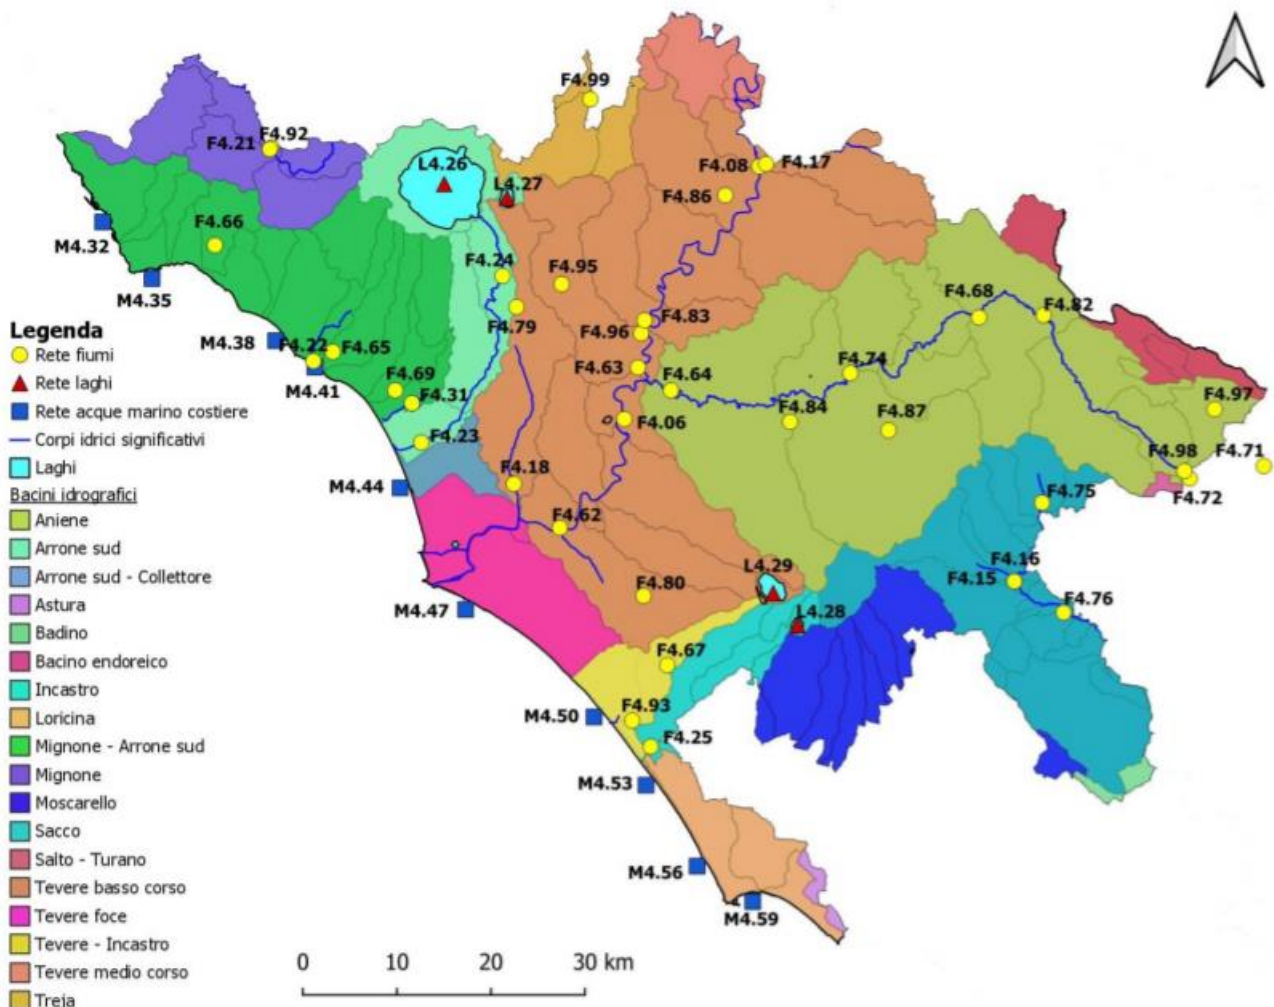 F4.99
F4.92
F4.21
L4.26
L4.27
F4.08
F4.17
F4.86
F4.66
M4.32
M4.35
F4.24
F4.95
F4.79
F4.68
F4.82
F4.83
F4.96
M4.38
F4.22
F4.65
M4.41
F4.63
F4.64
F4.74
F4.69
F4.31
F4.06
F4.84
F4.87
F4.97
F4.23
F4.98
F4.71
F4.72
M4.44
F4.18
F4.75
F4.62
L4.29
F4.16
F4.15
F4.80
F4.76
M4.47
L4.28
F4.67
M4.50
F4.93
F4.25
M4.53
M4.56
M4.59
Legenda
Rete fiumi
Rete laghi
Rete acque marino costiere
Corpi idrici significativi
Laghi
Bacini idrografici
Aniene
Arrone sud
Arrone sud - Collettore
Astura
Badino
Bacino endoreico
Incastro
Loricina
Mignone - Arrone sud
Mignone
Moscarello
Sacco
Salto - Turano
Tevere basso corso
Tevere foce
Tevere - Incastro
Tevere medio corso
Treja
0 10 20 30 km